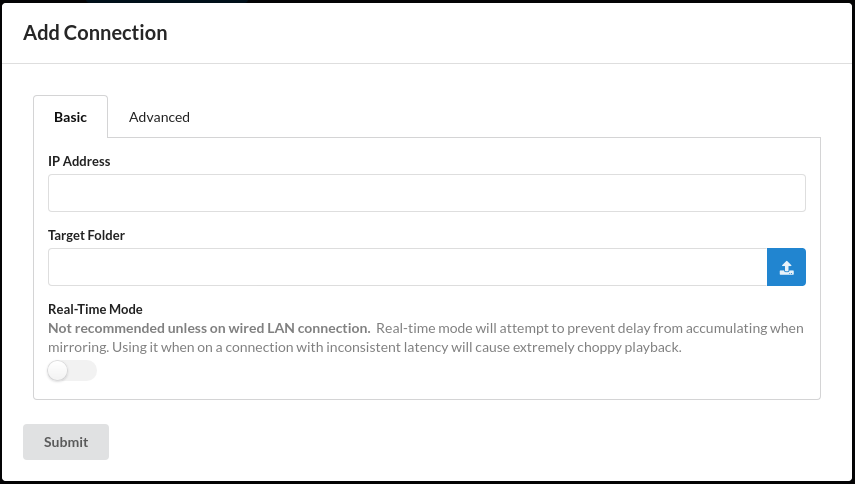 Add Connection
Basic
Advanced
IP Address
Target Folder
Real-Time Mode
Not recommended unless on wired LAN connection. Real-time mode will attempt to prevent delay from accumulating when
mirroring. Using it when on a connection with inconsistent latency will cause extremely choppy playback.
Submit